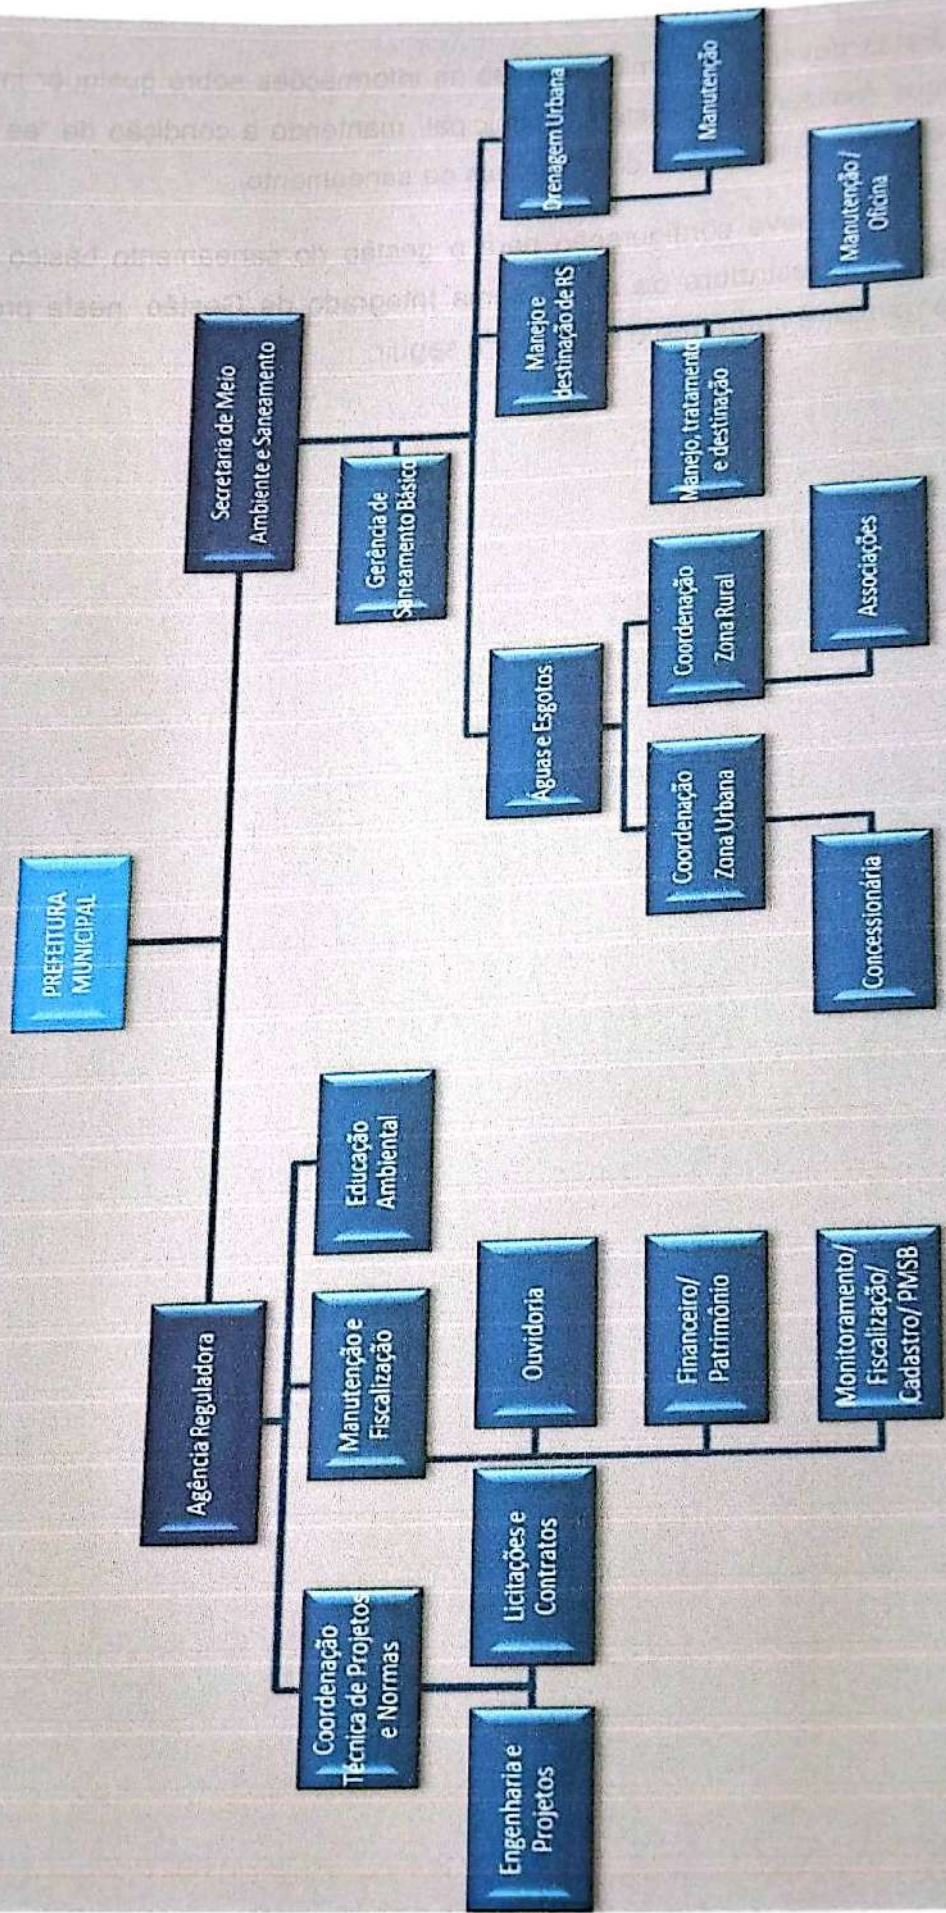 PREFEITURA
MUNICIPAL
Agência Reguladora
Secretaria de Meio
Ambiente e Saneamento
Coordenação
Técnica de Projetos
e Normas
Manutenção e
Fiscalização
Educação
Ambiental
Gerência de
Saneamento Básico
Engenharia e
Projetos
Licitações e
Contratos
Ouvidoria
Financeiro/
Patrimônio
Monitoramento/
Fiscalização/
Cadastro/ PMSB
Águas e Esgotos
Manejo e
destinação de RS
Drenagem Urbana
Coordenação
Zona Urbana
Coordenação
Zona Rural
Manejo, tratamento
e destinação
Manutenção
Concessionária
Associações
Manutenção /
Oficina